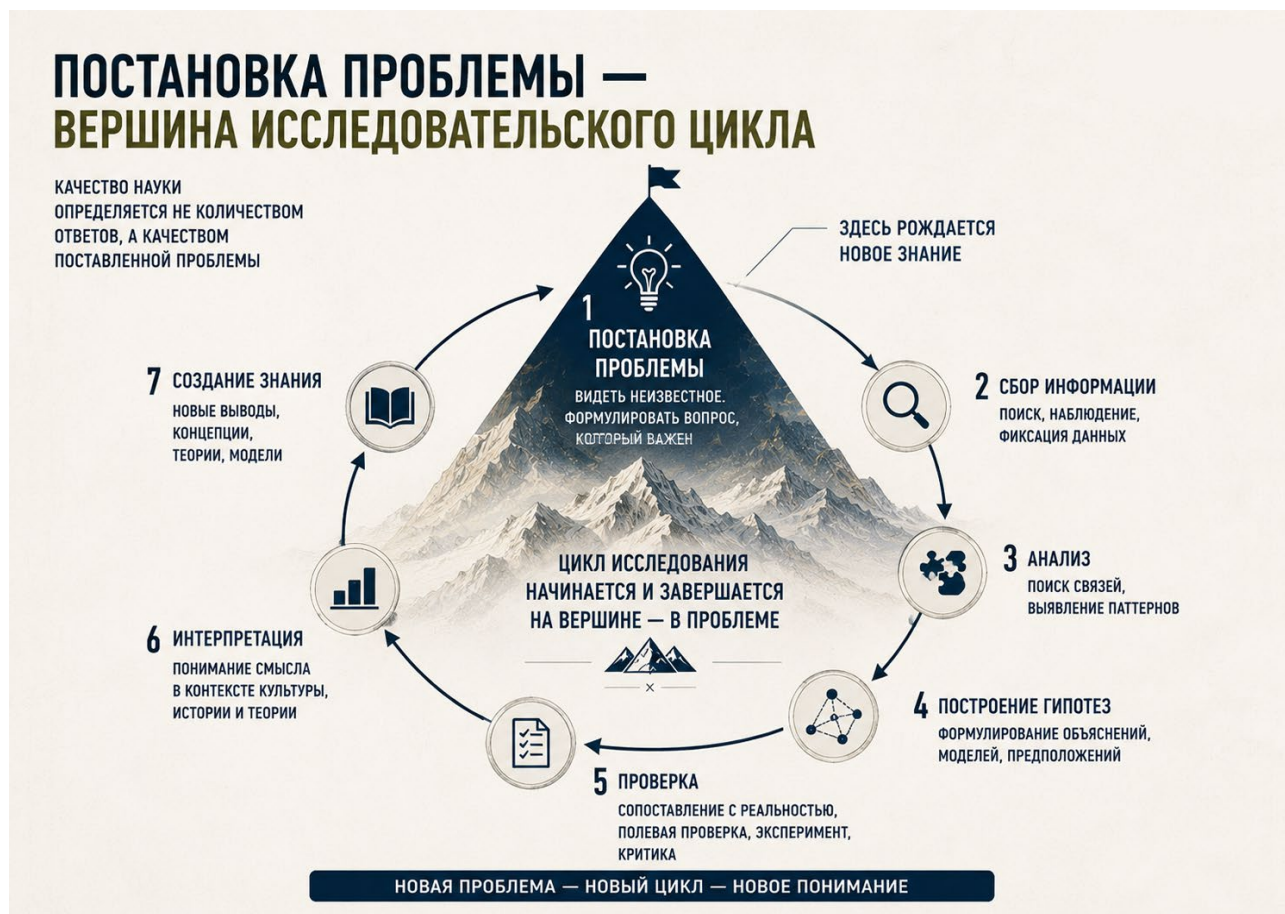 ПОСТАНОВКА ПРОБЛЕМЫ —
ВЕРШИНА ИССЛЕДОВАТЕЛЬСКОГО ЦИКЛА
КАЧЕСТВО НАУКИ
ОПРЕДЕЛЯЕТСЯ НЕ КОЛИЧЕСТВОМ
ОТВЕТОВ, А КАЧЕСТВОМ
ПОСТАВЛЕННОЙ ПРОБЛЕМЫ
ЗДЕСЬ РОЖДАЕТСЯ
НОВОЕ ЗНАНИЕ
1
ПОСТАНОВКА
ПРОБЛЕМЫ
ВИДЕТЬ НЕИЗВЕСТНОЕ.
ФОРМУЛИРОВАТЬ ВОПРОС,
КОТОРЫЙ ВАЖЕН
2 СБОР ИНФОРМАЦИИ
ПОИСК, НАБЛЮДЕНИЕ,
ФИКСАЦИЯ ДАННЫХ
3 АНАЛИЗ
ПОИСК СВЯЗЕЙ,
ВЫЯВЛЕНИЕ ПАТТЕРНОВ
4 ПОСТРОЕНИЕ ГИПОТЕЗ
ФОРМУЛИРОВАНИЕ ОБЪЯСНЕНИЙ,
МОДЕЛЕЙ, ПРЕДПОЛОЖЕНИЙ
5 ПРОВЕРКА
СОПОСТАВЛЕНИЕ С РЕАЛЬНОСТЬЮ,
ПОЛЕВАЯ ПРОВЕРКА, ЭКСПЕРИМЕНТ,
КРИТИКА
6 ИНТЕРПРЕТАЦИЯ
ПОНИМАНИЕ СМЫСЛА
В КОНТЕКСТЕ КУЛЬТУРЫ,
ИСТОРИИ И ТЕОРИИ
7 СОЗДАНИЕ ЗНАНИЯ
НОВЫЕ ВЫВОДЫ,
КОНЦЕПЦИИ,
ТЕОРИИ, МОДЕЛИ
ЦИКЛ ИССЛЕДОВАНИЯ
НАЧИНАЕТСЯ И ЗАВЕРШАЕТСЯ
НА ВЕРШИНЕ — В ПРОБЛЕМЕ
НОВАЯ ПРОБЛЕМА — НОВЫЙ ЦИКЛ — НОВОЕ ПОНИМАНИЕ